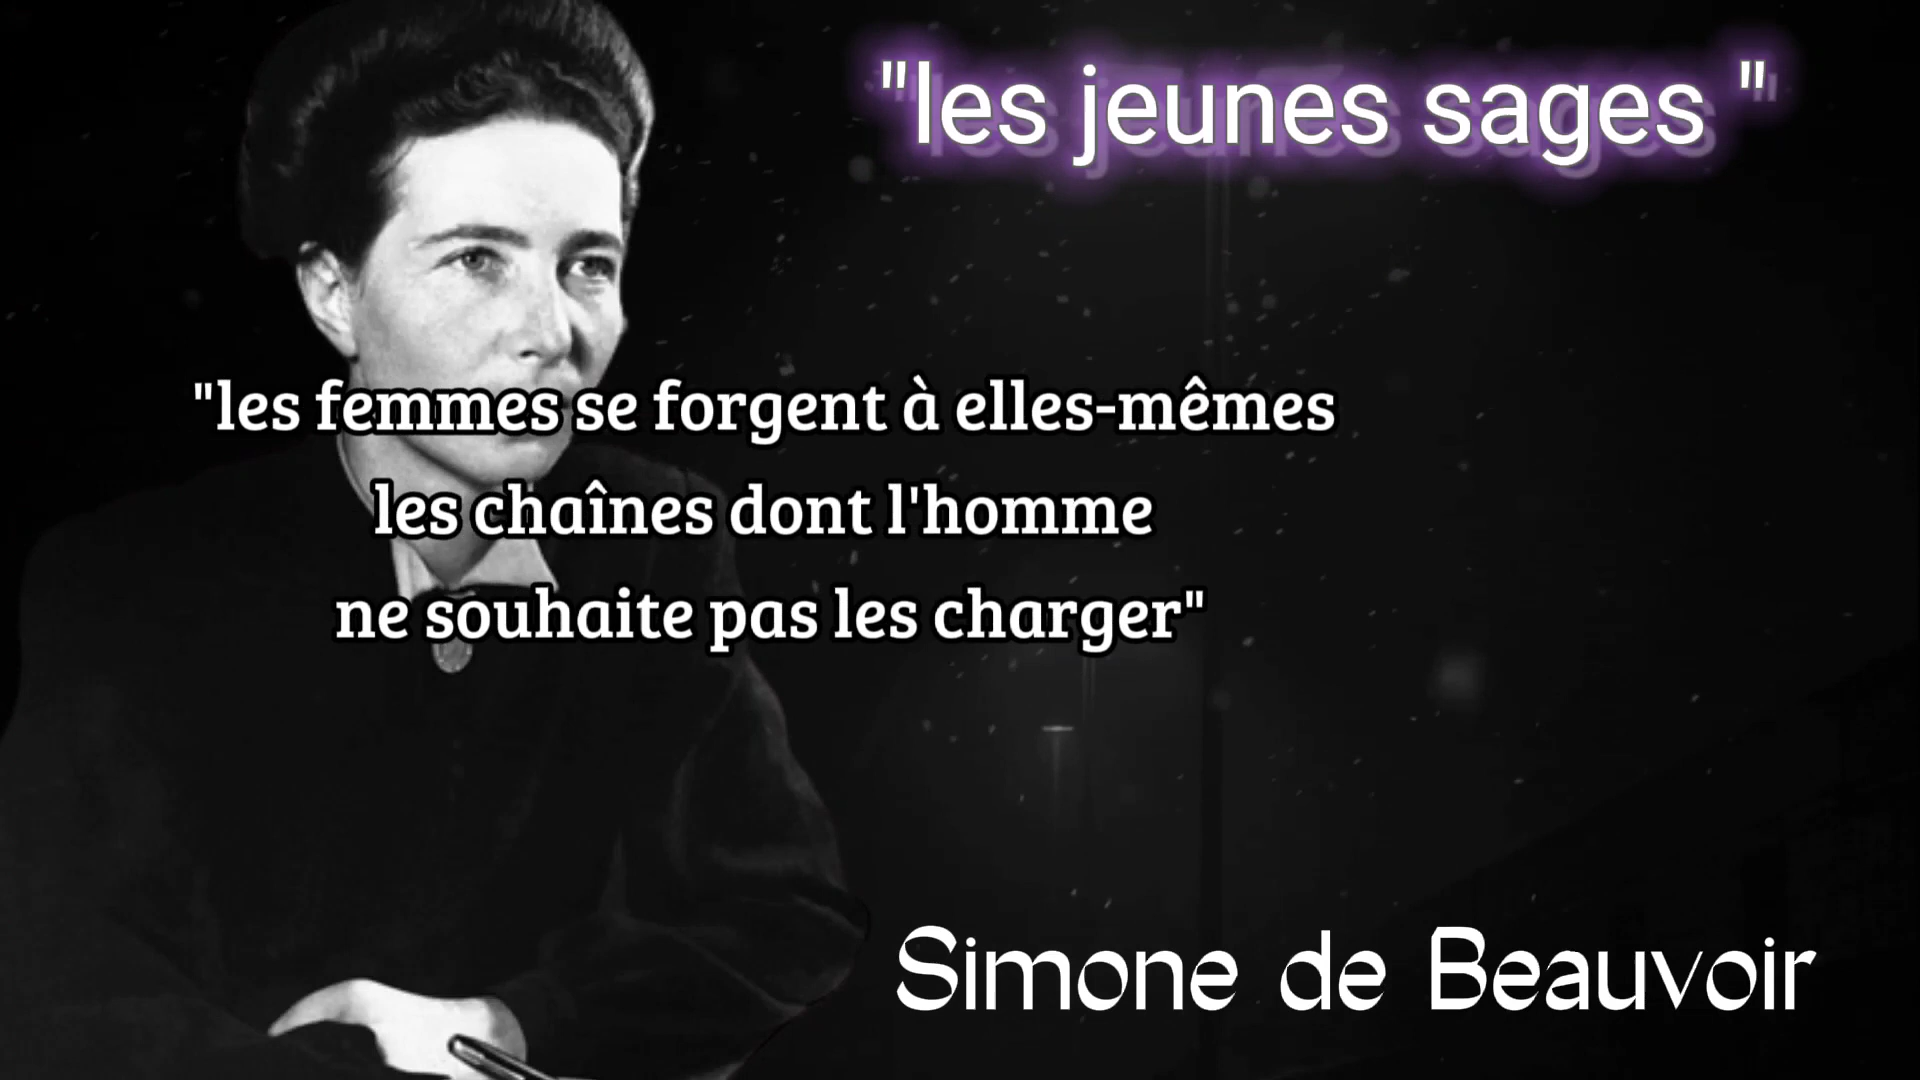 "les jeunes sages "
"les femmes se forgent à elles-mêmes
les chaînes dont l'homme
ne souhaite pas les charger"
Simone de Beauvoir